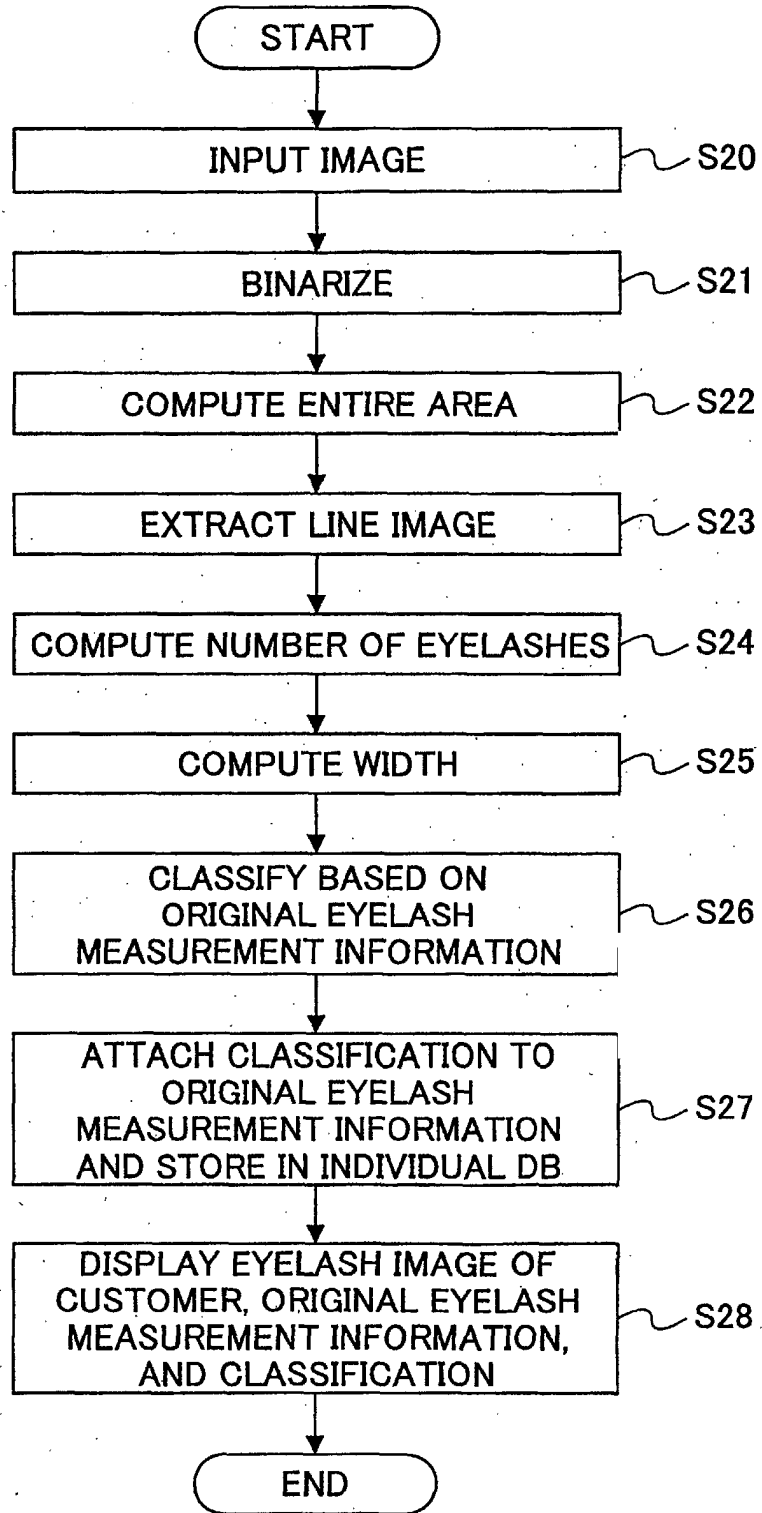 START
INPUT IMAGE
S20
BINARIZE
S21
COMPUTE ENTIRE AREA
S22
EXTRACT LINE IMAGE
S23
COMPUTE NUMBER OF EYELASHES
S24
COMPUTE WIDTH
S25
CLASSIFY BASED ON
ORIGINAL EYELASH
MEASUREMENT INFORMATION
S26
ATTACH CLASSIFICATION TO
ORIGINAL EYELASH
MEASUREMENT INFORMATION
AND STORE IN INDIVIDUAL DB
S27
DISPLAY EYELASH IMAGE OF
CUSTOMER, ORIGINAL EYELASH
MEASUREMENT INFORMATION,
AND CLASSIFICATION
S28
END